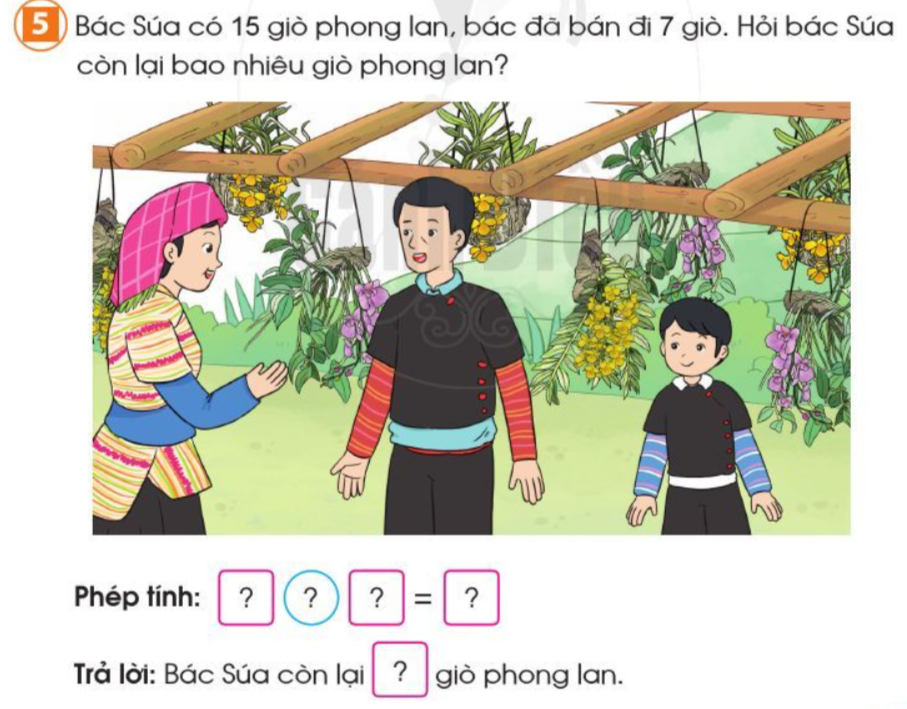 5 Bác Súa có 15 giò phong lan, bác đã bán đi 7 giò. Hỏi bác Súa
còn lại bao nhiêu giò phong lan?
Phép tính: ? ? ? = ?
Trả lời: Bác Súa còn lại ? giò phong lan.